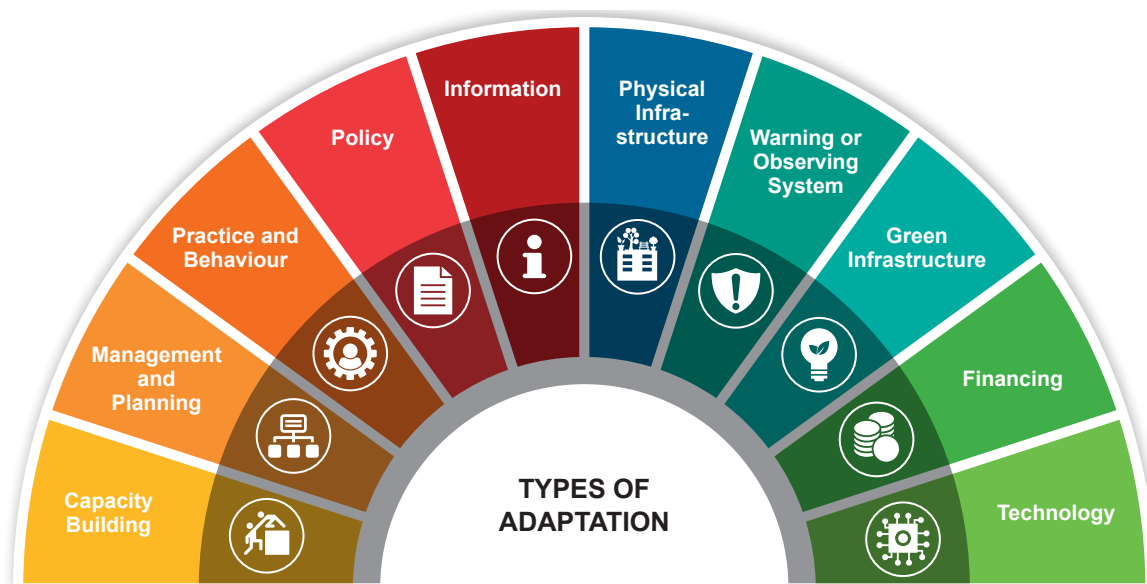 Capacity
Building
Management
and
Planning
Practice and
Behaviour
Policy
Information
Physical
Infra-
structure
Warning or
Observing
System
Green
Infrastructure
Financing
Technology
TYPES OF
ADAPTATION